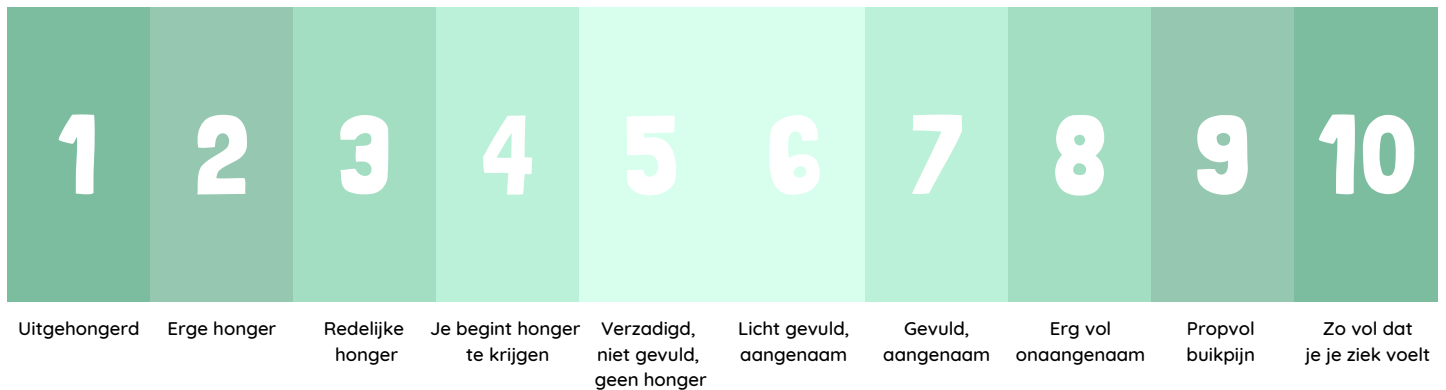 1 2 3 4 5 6 7 8 9 10
Uitgehongerd
Erge honger
Redelijke
honger
Je begint honger
te krijgen
Verzadigd,
niet gevuld,
geen honger
Licht gevuld,
aangenaam
Gevuld,
aangenaam
Erg vol
onaangenaam
Propvol
buikpijn
Zo vol dat
je je ziek voelt